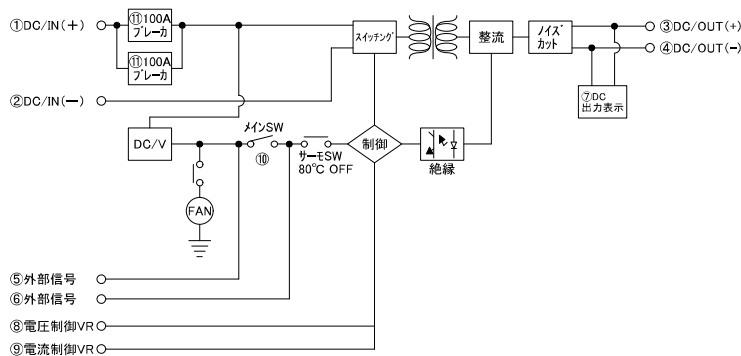 ①DC/IN(＋)
⑪100A
ブレーカ
⑪100A
ブレーカ
スイッチング
整流
ノイズ
カット
③DC/OUT(+)
④DC/OUT(−)
②DC/IN(−)
⑦DC
出力表示
DC/V
メインSW
⑩
サーモSW
80℃ OFF
制御
絶縁
FAN
⑤外部信号
⑥外部信号
⑧電圧制御VR
⑨電流制御VR